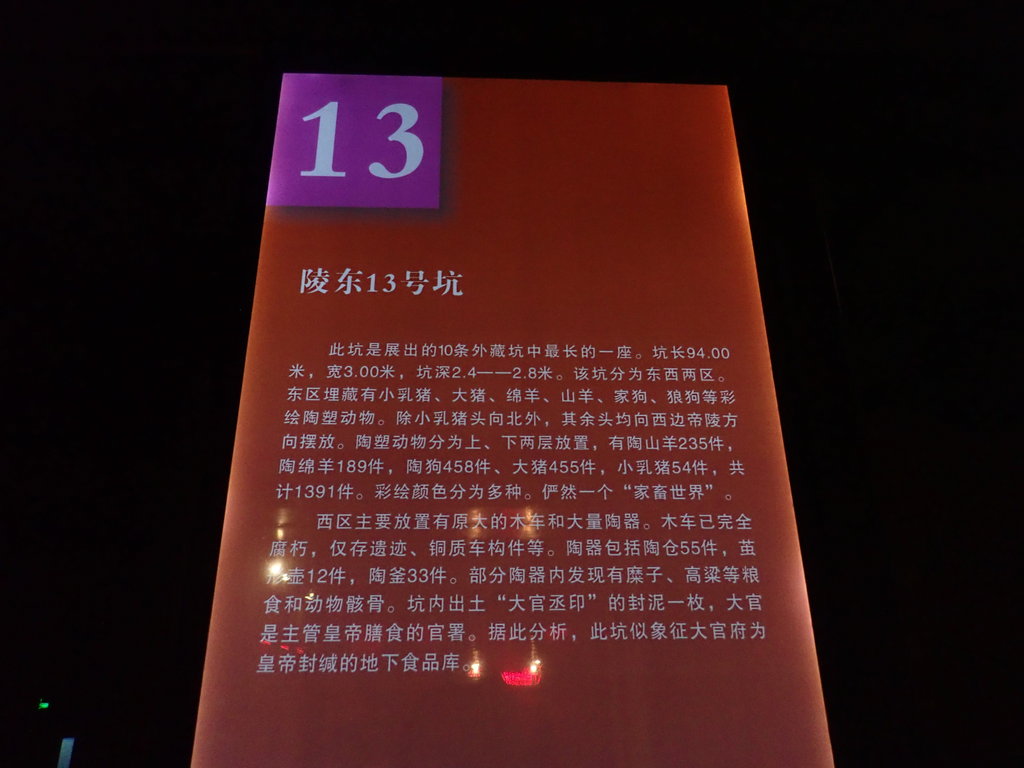 13
陵东13号坑
此坑是展出的10条外藏坑中最长的一座。坑长94.00
米，宽3.00米，坑深2.4——2.8米。该坑分为东西两区。
东区埋藏有小乳猪、大猪、绵羊、山羊、家狗、狼狗等彩
绘陶塑动物。除小乳猪头向北外，其余头均向西边帝陵方
向摆放。陶塑动物分为上、下两层放置，有陶山羊235件，
陶绵羊189件，陶狗458件、大猪455件，小乳猪54件，共
计1391件。彩绘颜色分为多种。俨然一个“家畜世界”。
西区主要放置有原大的木车和大量陶器。木车已完全
腐朽，仅存遗迹、铜质车构件等。陶器包括陶仓55件，茧
形壶12件，陶釜33件。部分陶器内发现有糜子、高粱等粮
食和动物骸骨。坑内出土“大官丞印”的封泥一枚，大官
是主管皇帝膳食的官署。据此分析，此坑似象征大官府为
皇帝封缄的地下食品库。